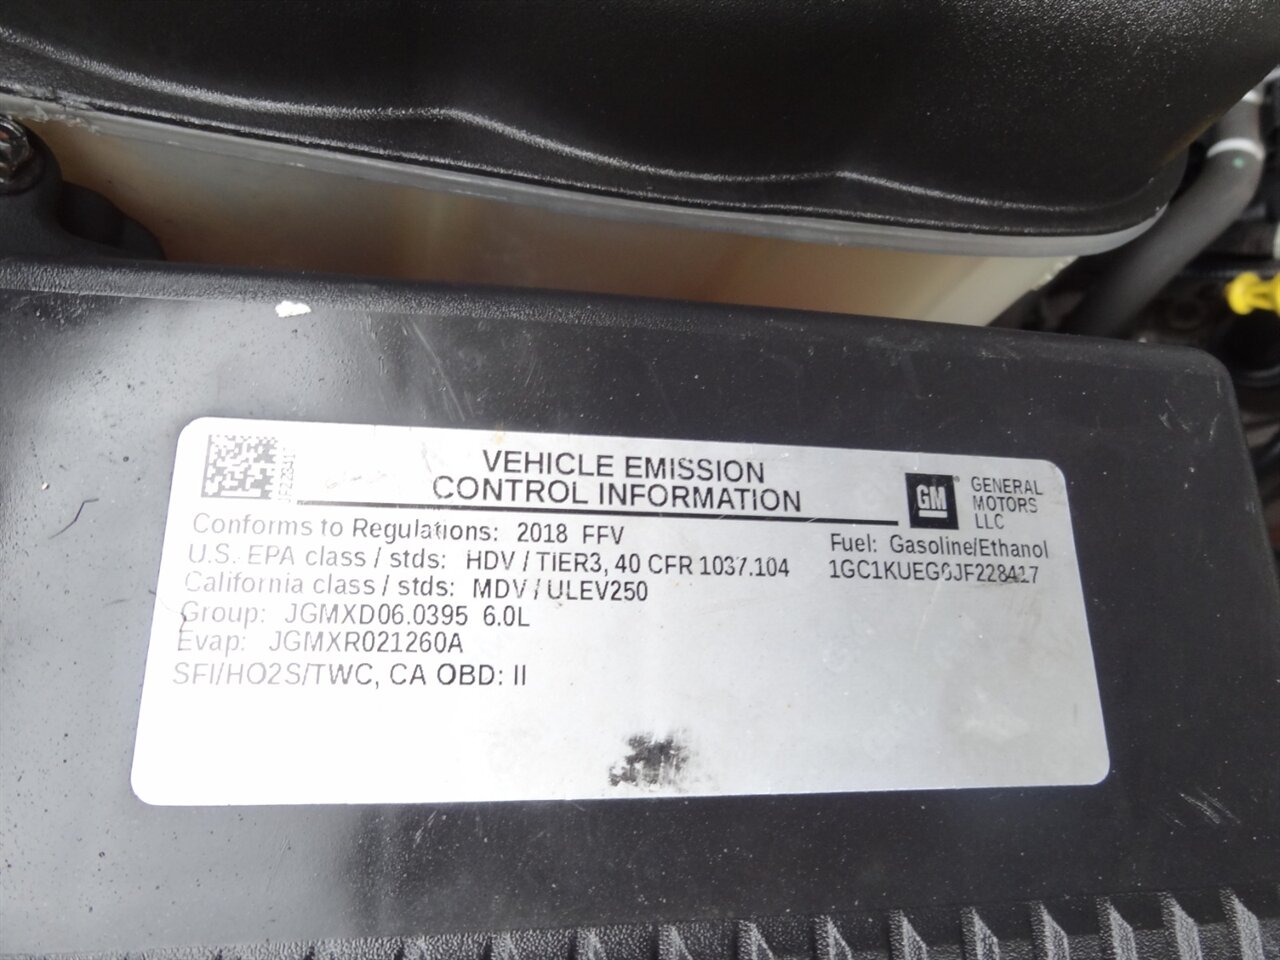 VEHICLE EMISSION
CONTROL INFORMATION
GM
GENERAL
MOTORS
LLC
Conforms to Regulations: 2018 FFV
Fuel: Gasoline/Ethanol
U.S. EPA class / stds: HDV / TIER3, 40 CFR 1037.104
California class / stds: MDV / ULEV250
Group: JGMXD06.0395 6.0L
Evap: JGMXR021260A
SFI/HO2S/TWC, CA OBD: II